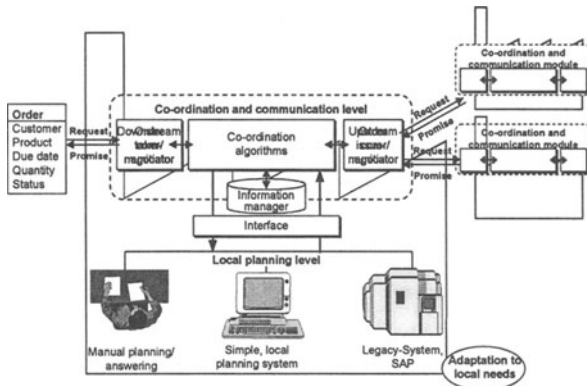 Co-ordination and
communication module
Co-ordination and communication level
Request
Promise
Order
Customer
Product
Due date
Quantity
Status
Request
Promise
negotiator
Co-ordination
algorithms
negotiator
Request
Promise
Co-ordination and
communication module
Information
manager
Interface
Local planning level
Manual planning/
answering
Simple, local
planning system
Legacy-System,
SAP
Adaptation to
local needs